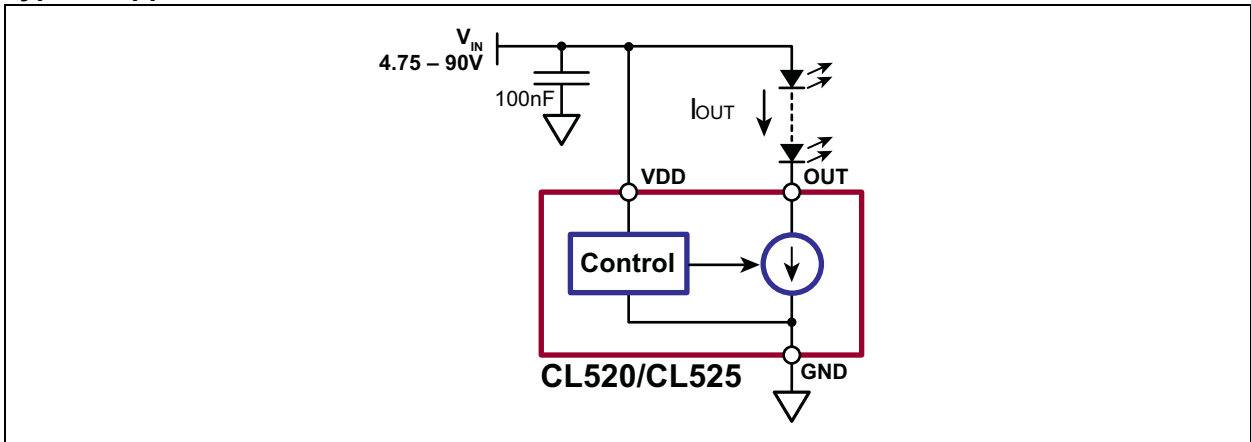 V_IN
4.75 – 90V
100nF
IOUT
VDD
OUT
Control
CL520/CL525
GND